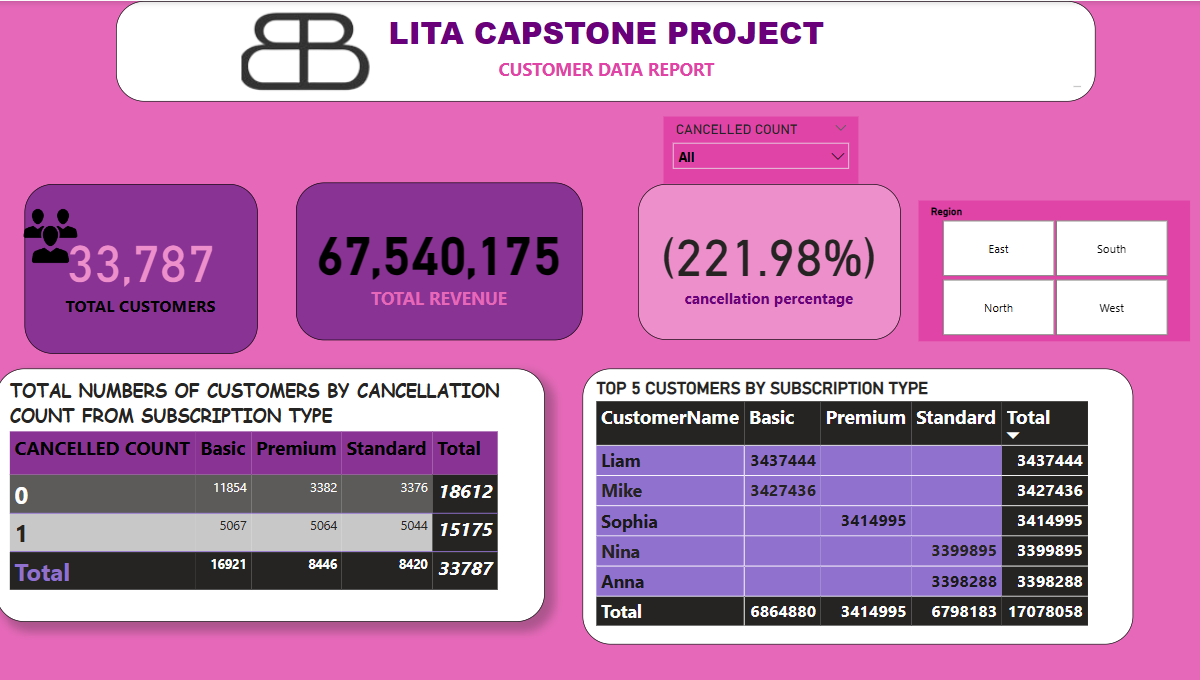 LITA CAPSTONE PROJECT
CUSTOMER DATA REPORT
CANCELLED COUNT
All
33,787
TOTAL CUSTOMERS
67,540,175
TOTAL REVENUE
(221.98%)
cancellation percentage
Region
East South
North West
TOTAL NUMBERS OF CUSTOMERS BY CANCELLATION
COUNT FROM SUBSCRIPTION TYPE
CANCELLED COUNT Basic Premium Standard Total
0 11854 3382 3376 18612
1 5067 5064 5044 15175
Total 16921 8446 8420 33787
TOP 5 CUSTOMERS BY SUBSCRIPTION TYPE
CustomerName Basic Premium Standard Total
Liam 3437444 3437444
Mike 3427436 3427436
Sophia 3414995 3414995
Nina 3399895 3399895
Anna 3398288 3398288
Total 6864880 3414995 6798183 17078058